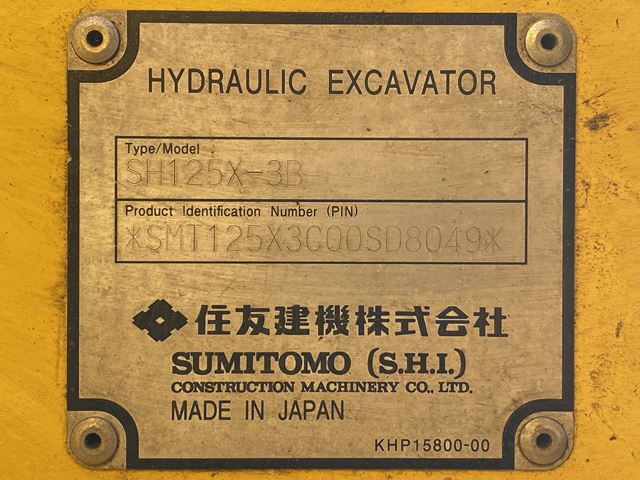 HYDRAULIC EXCAVATOR
Type/Model
SH125X-3B
Product Identification Number (PIN)
*SMT125X3C00SD8049*
住友建機株式会社
SUMITOMO (S.H.I.)
CONSTRUCTION MACHINERY CO., LTD.
MADE IN JAPAN
KHP15800-00